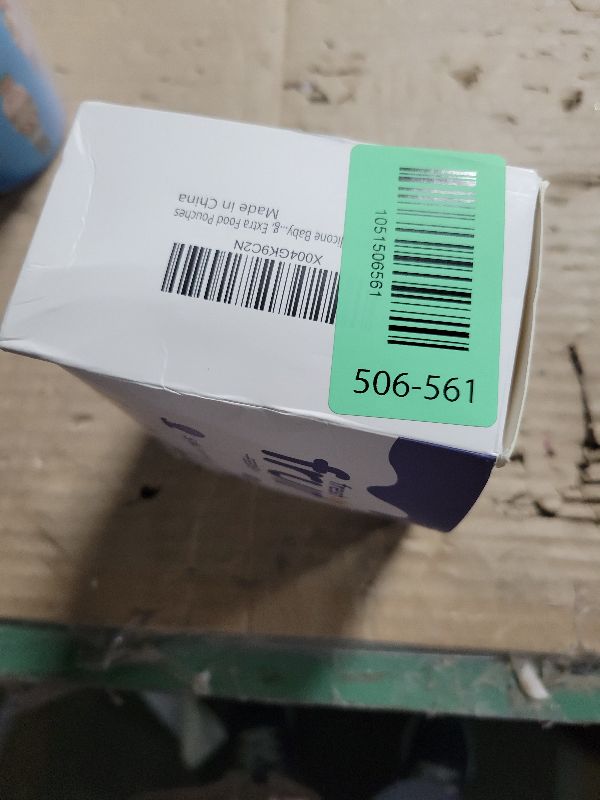 1051506561
506-561
X004GK9C2N
licone Baby...g, Extra Food Pouches
Made in China